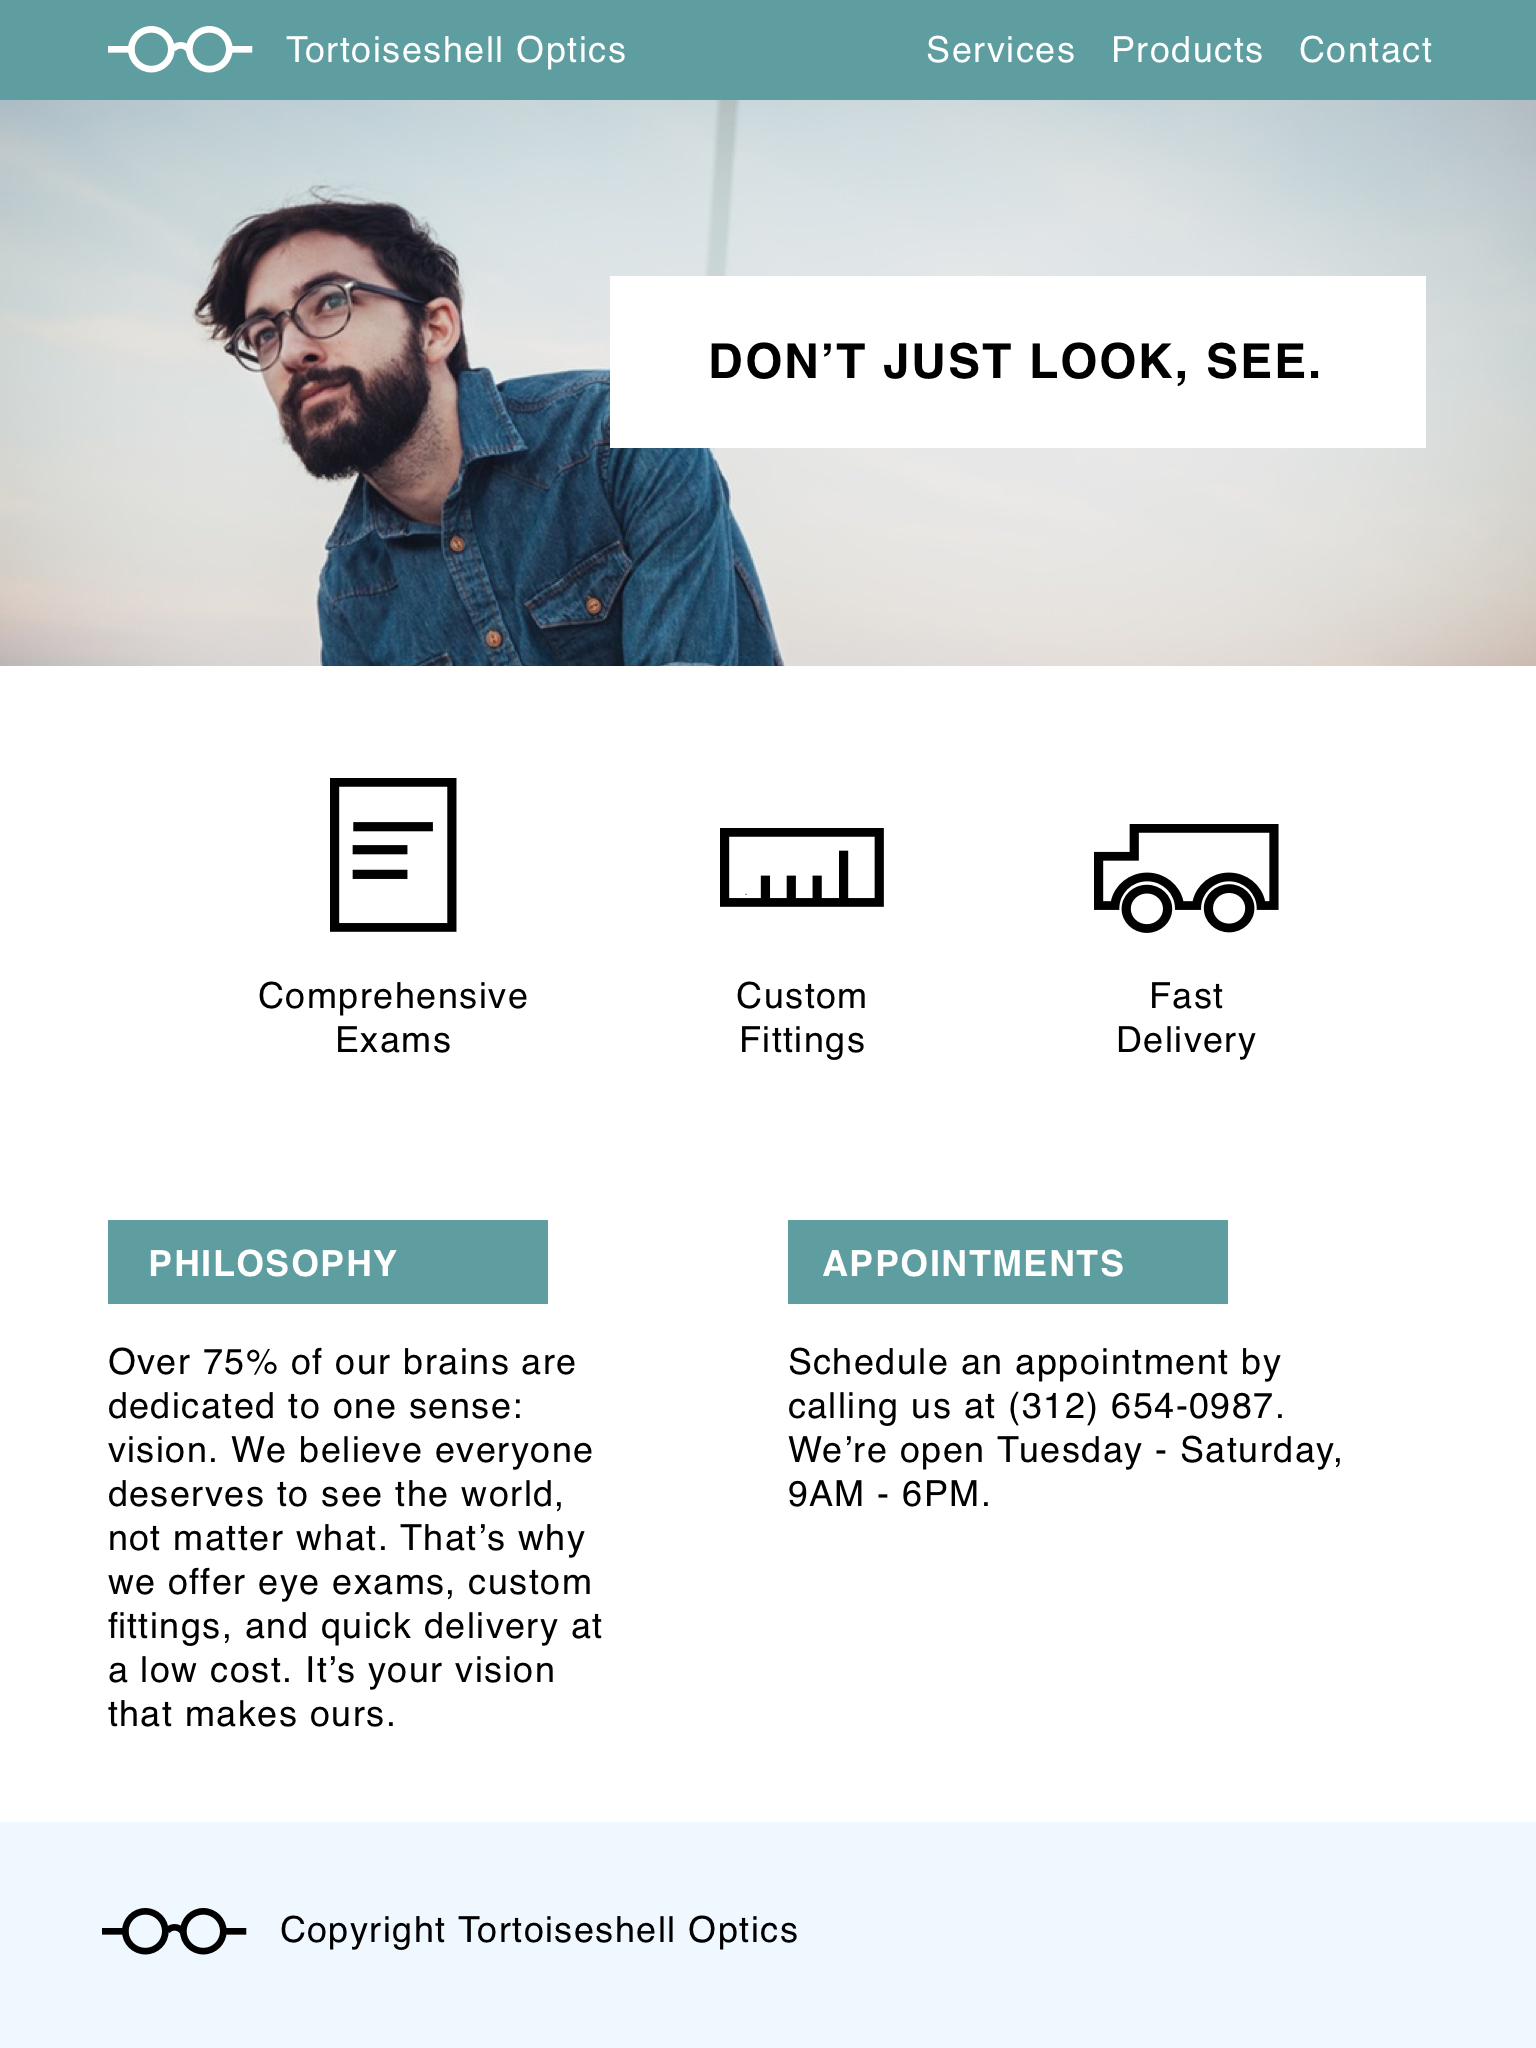 Tortoiseshell Optics
Services Products Contact
DON’T JUST LOOK, SEE.
Comprehensive
Exams
Custom
Fittings
Fast
Delivery
PHILOSOPHY
Over 75% of our brains are
dedicated to one sense:
vision. We believe everyone
deserves to see the world,
not matter what. That’s why
we offer eye exams, custom
fittings, and quick delivery at
a low cost. It’s your vision
that makes ours.
APPOINTMENTS
Schedule an appointment by
calling us at (312) 654-0987.
We’re open Tuesday - Saturday,
9AM - 6PM.
Copyright Tortoiseshell Optics